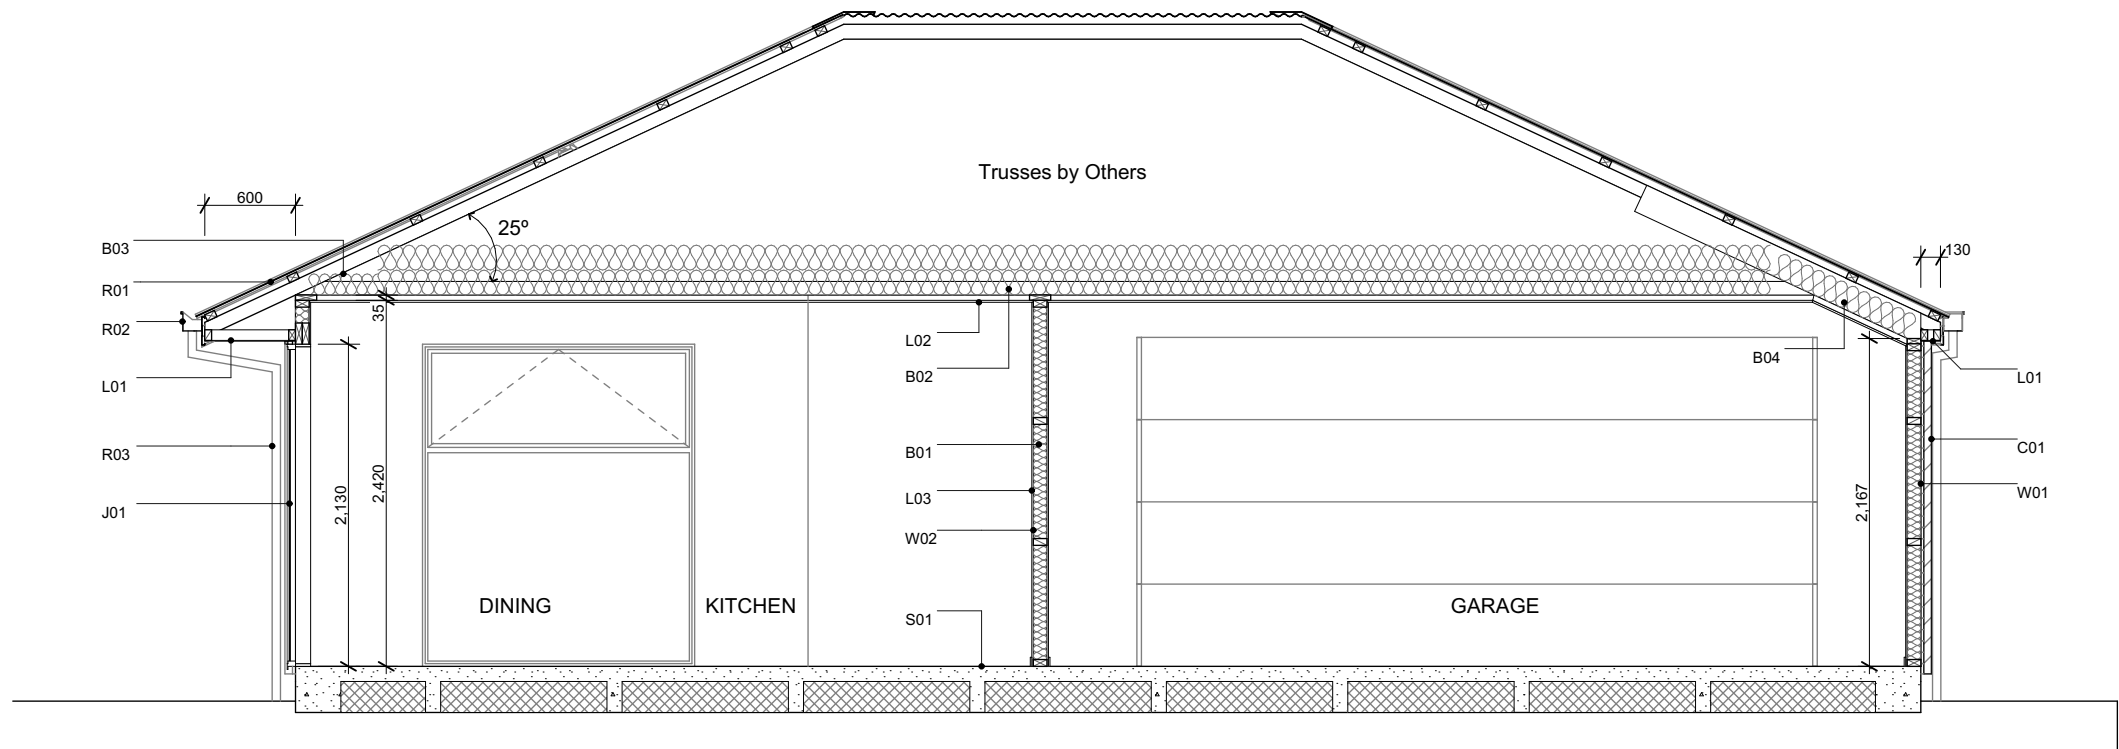 Trusses by Others
600
25º
B03
130
R01
R02
35
L02
B04
B02
L01
L01
B01
R03
C01
2,420
L03
W01
2,130
2,167
J01
W02
DINING
KITCHEN
GARAGE
S01